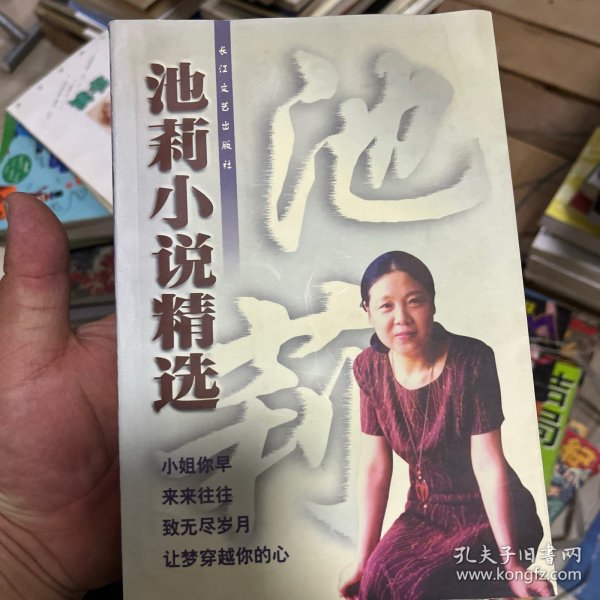 池莉小说精选
长江文艺出版社
池莉
小姐你早
来来往往
致无尽岁月
让梦穿越你的心
孔夫子旧书网
www.kongfz.com